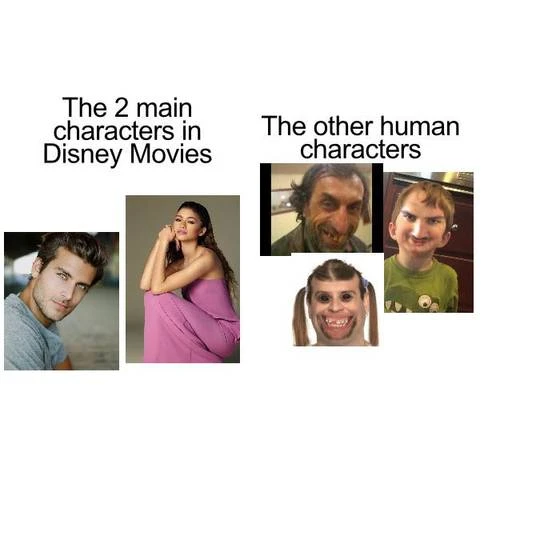 The 2 main
characters in
Disney Movies
The other human
characters